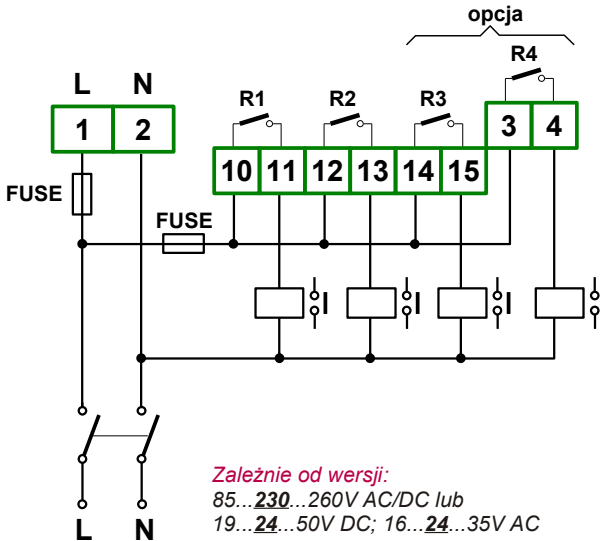 opcja
R4
L N
R1 R2 R3
1 2
3 4
10 11 12 13 14 15
FUSE
FUSE
Zależnie od wersji:
85...230...260V AC/DC lub
19...24...50V DC; 16...24...35V AC
L N